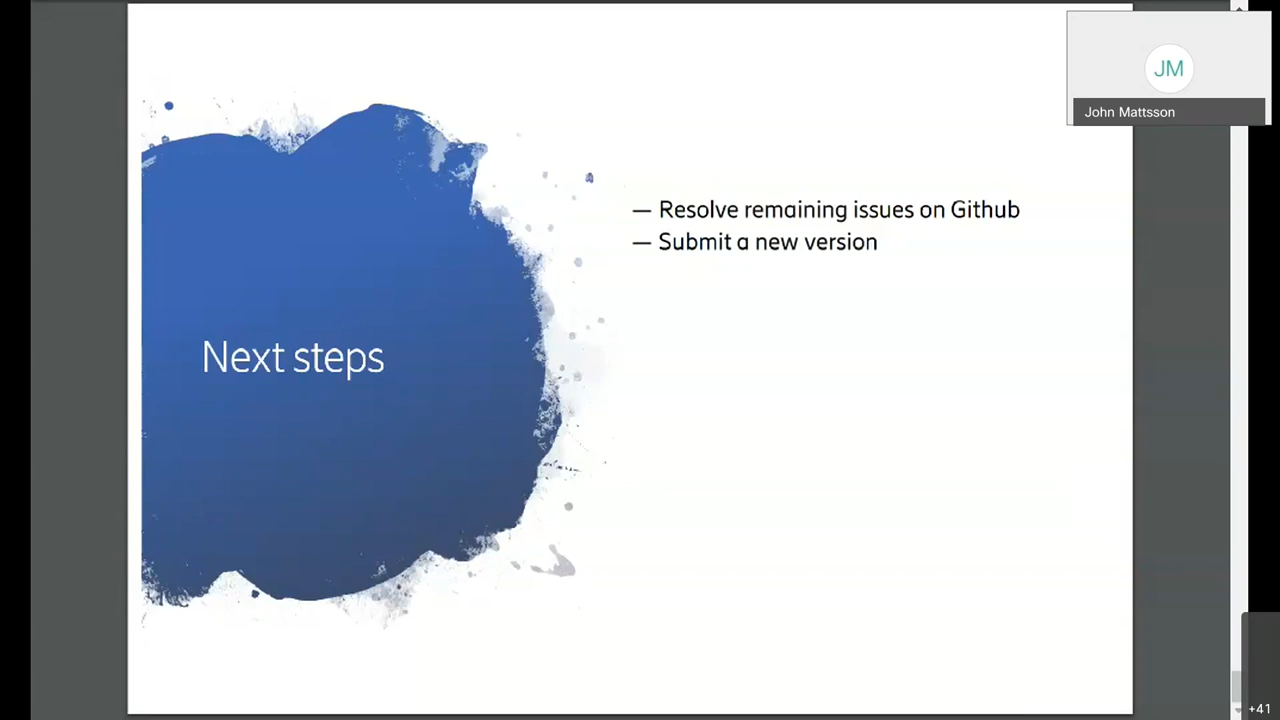 JM
John Mattsson
— Resolve remaining issues on Github
— Submit a new version
Next steps
+41